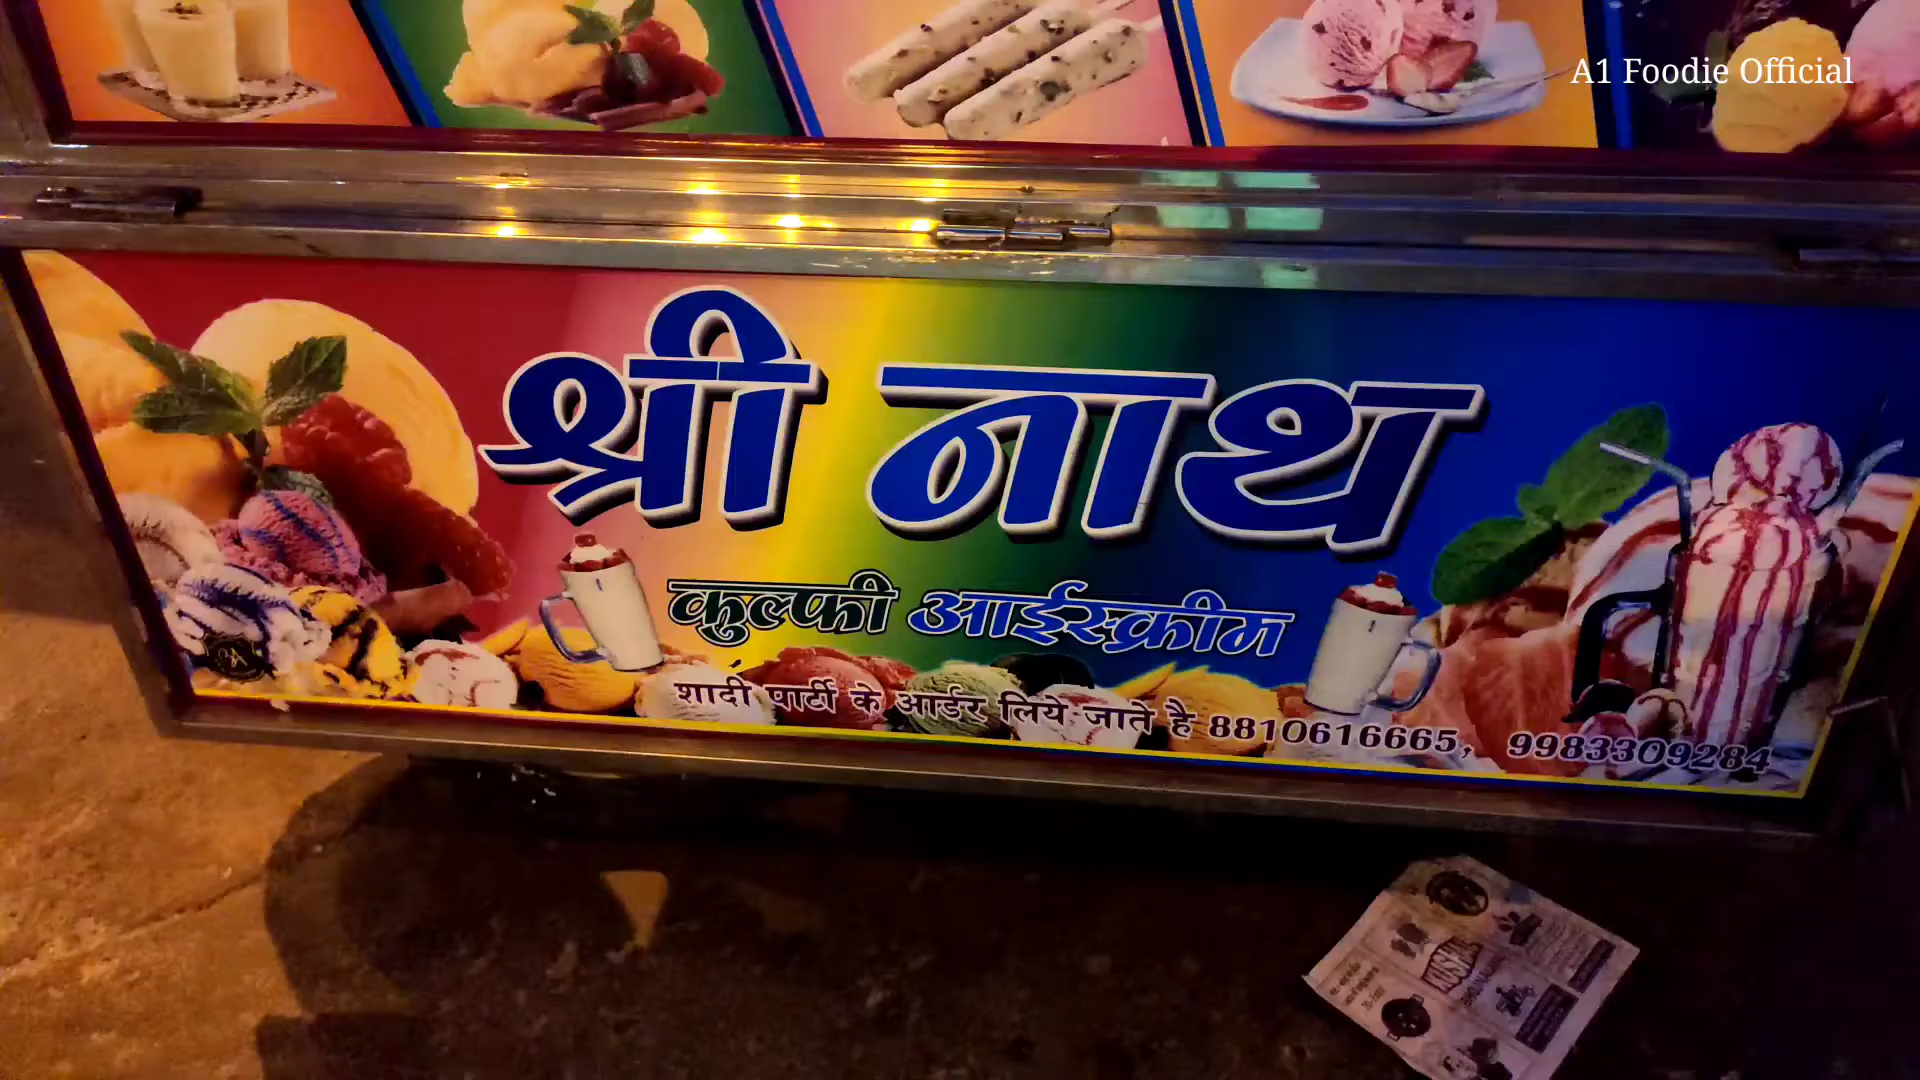 A1 Foodie Official
श्री नाथ
कुल्फी आईस्क्रीम
शादी पार्टी के आर्डर लिये जाते है 8810616665, 9983309284